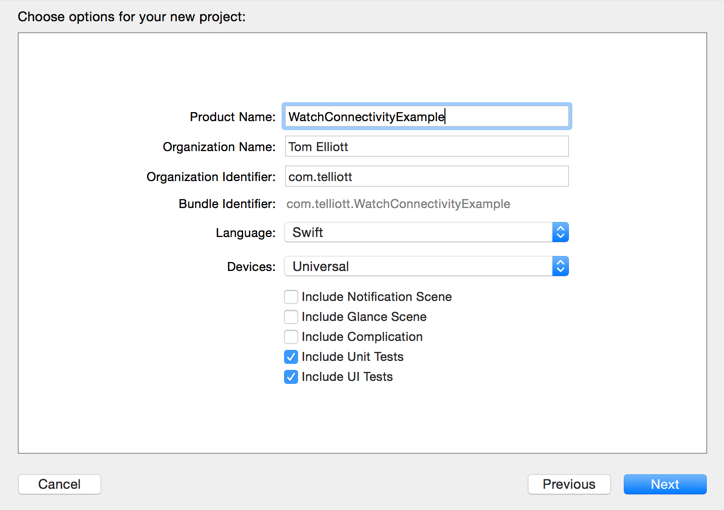 Choose options for your new project:
Product Name: WatchConnectivityExample
Organization Name: Tom Elliott
Organization Identifier: com.telliott
Bundle Identifier: com.telliott.WatchConnectivityExample
Language: Swift
Devices: Universal
Include Notification Scene
Include Glance Scene
Include Complication
Include Unit Tests
Include UI Tests
Cancel Previous Next